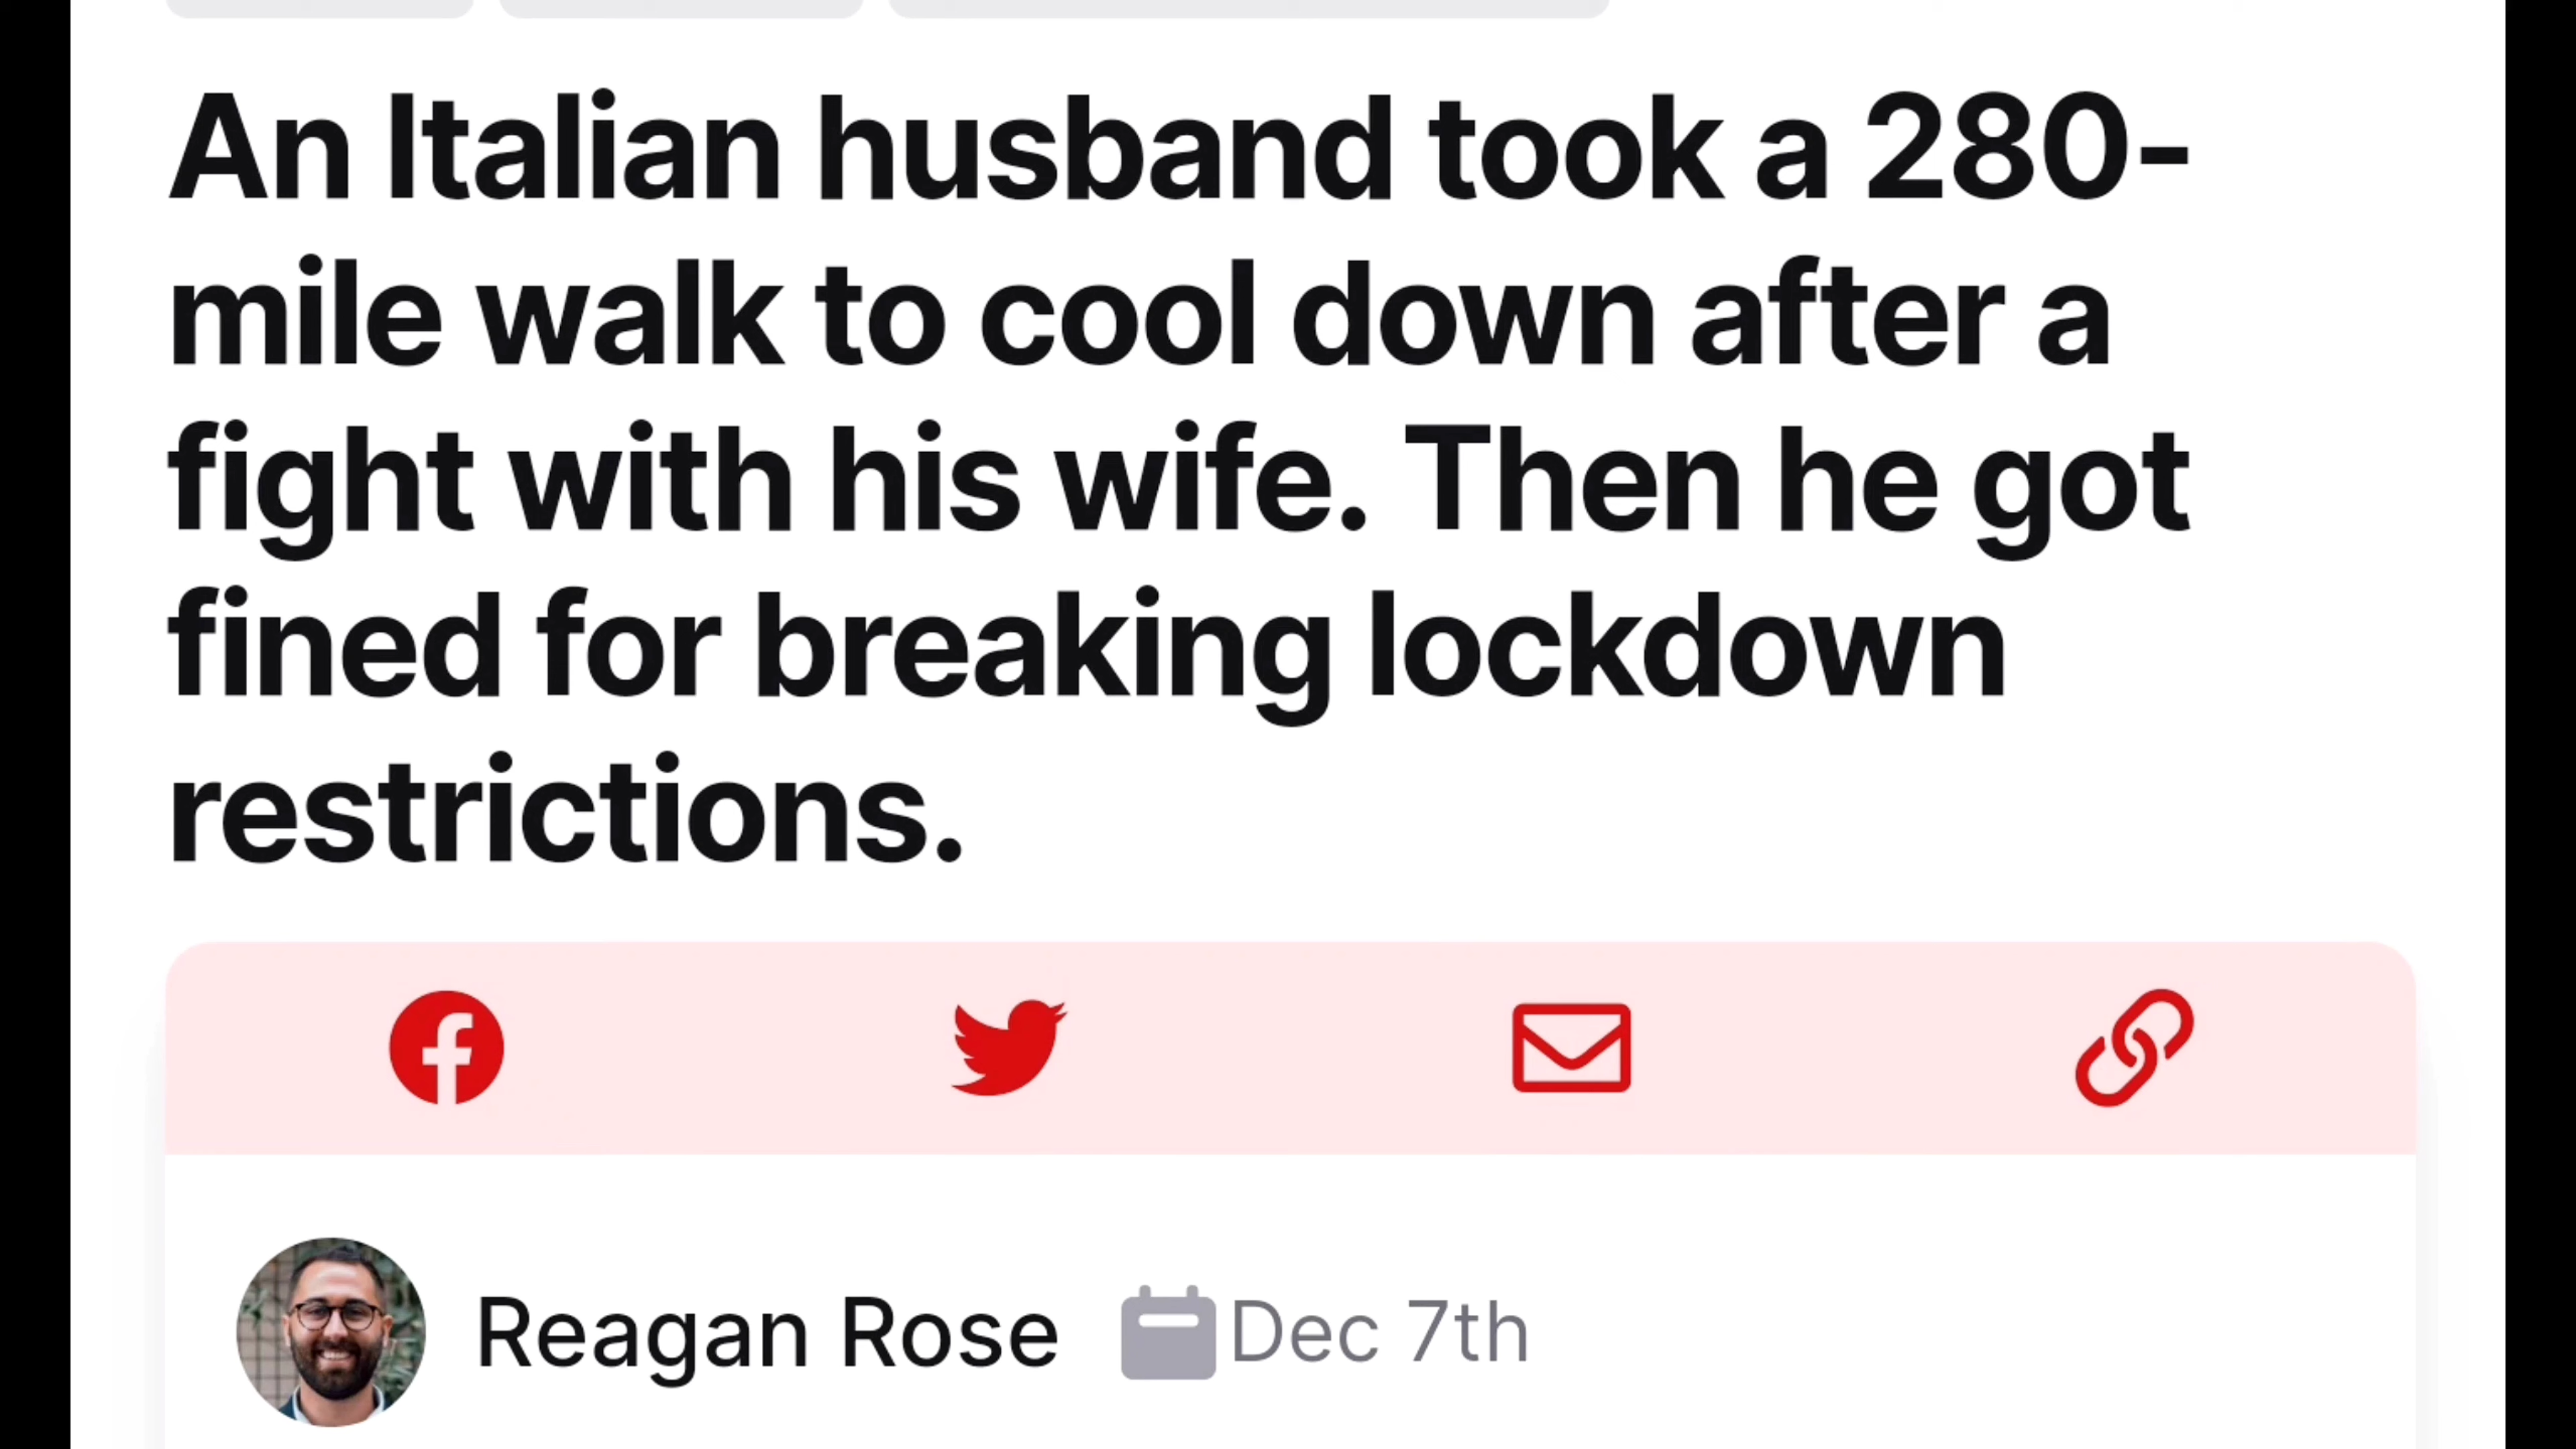 An Italian husband took a 280-
mile walk to cool down after a
fight with his wife. Then he got
fined for breaking lockdown
restrictions.
Reagan Rose Dec 7th